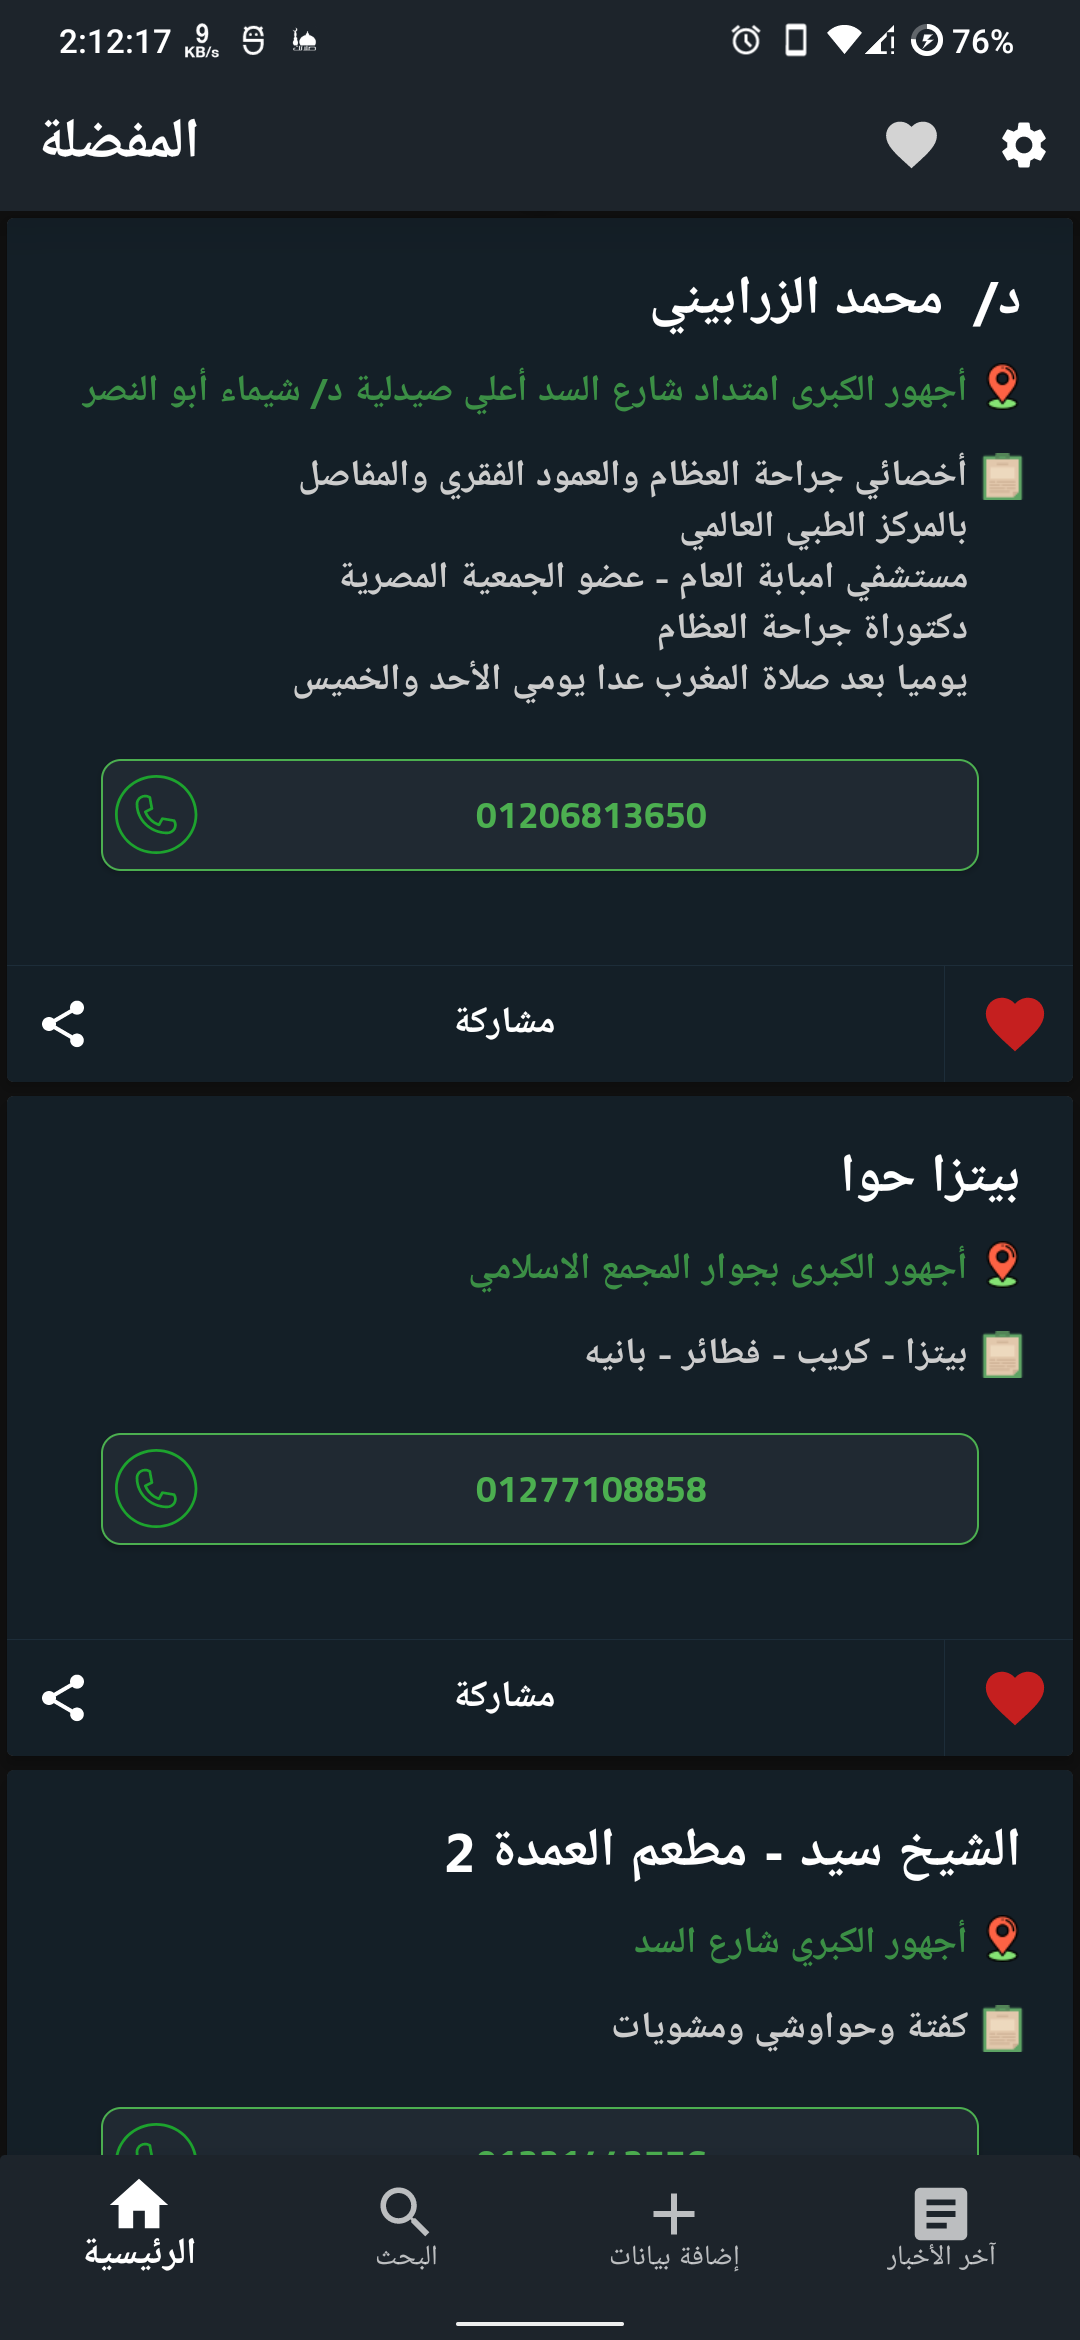 2:12:17 9 KB/s 76%
المفضلة
د/ محمد الزرابيني
أجهور الكبرى امتداد شارع السد أعلي صيدلية د/ شيماء أبو النصر
أخصائي جراحة العظام والعمود الفقري والمفاصل
بالمركز الطبي العالمي
مستشفي امبابة العام - عضو الجمعية المصرية
دكتوراة جراحة العظام
يوميا بعد صلاة المغرب عدا يومي الأحد والخميس
01206813650
مشاركة
بيتزا حوا
أجهور الكبرى بجوار المجمع الاسلامي
بيتزا - كريب - فطائر - بانيه
01277108858
مشاركة
الشيخ سيد - مطعم العمدة 2
أجهور الكبري شارع السد
كفتة وحواوشي ومشويات
الرئيسية
البحث
إضافة بيانات
آخر الأخبار